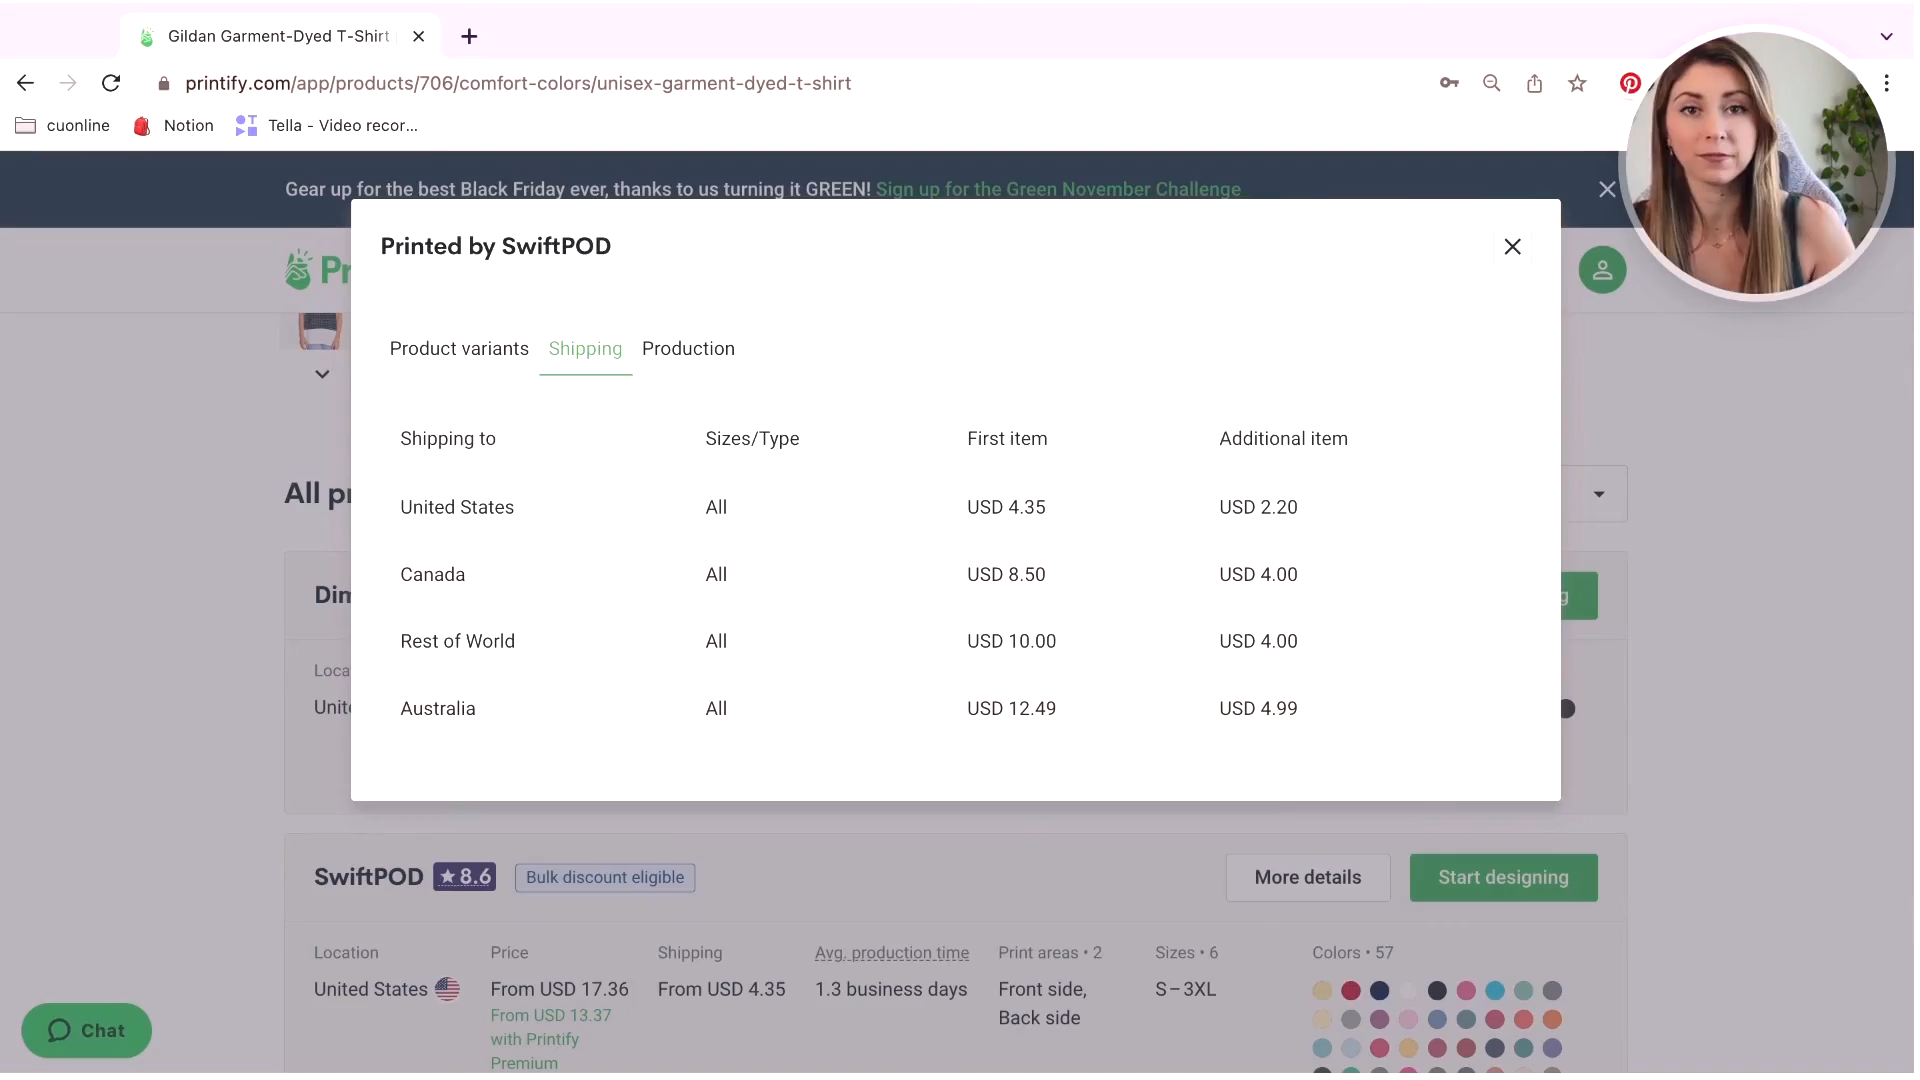 Gildan Garment-Dyed T-Shirt
printify.com/app/products/706/comfort-colors/unisex-garment-dyed-t-shirt
cuonline
Notion
Tella - Video recor...
Gear up for the best Black Friday ever, thanks to us turning it GREEN! Sign up for the Green November Challenge
Printed by SwiftPOD
Pr
Product variants
Shipping
Production
Shipping to
Sizes/Type
First item
Additional item
United States
All
USD 4.35
USD 2.20
Canada
All
USD 8.50
USD 4.00
Rest of World
All
USD 10.00
USD 4.00
Australia
All
USD 12.49
USD 4.99
All pr
Dim
g
Loca
Unite
SwiftPOD
8.6
Bulk discount eligible
More details
Start designing
Location
Price
Shipping
Avg. production time
Print areas • 2
Sizes • 6
Colors • 57
United States
From USD 17.36
From USD 4.35
1.3 business days
Front side,
Back side
S–3XL
From USD 13.37
with Printify
Premium
Chat